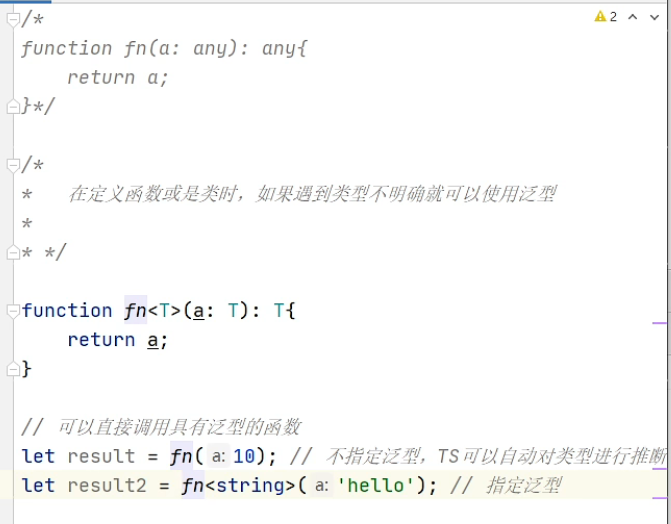 /*
function fn(a: any): any{
    return a;
}*/
/*
*   在定义函数或是类时，如果遇到类型不明确就可以使用泛型
*
* */
function fn<T>(a: T): T{
    return a;
}
// 可以直接调用具有泛型的函数
let result = fn( a: 10); // 不指定泛型，TS可以自动对类型进行推断
let result2 = fn<string>( a: 'hello'); // 指定泛型
2